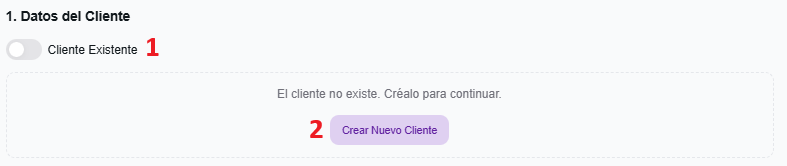 1. Datos del Cliente
Cliente Existente 1
El cliente no existe. Créalo para continuar.
2 Crear Nuevo Cliente